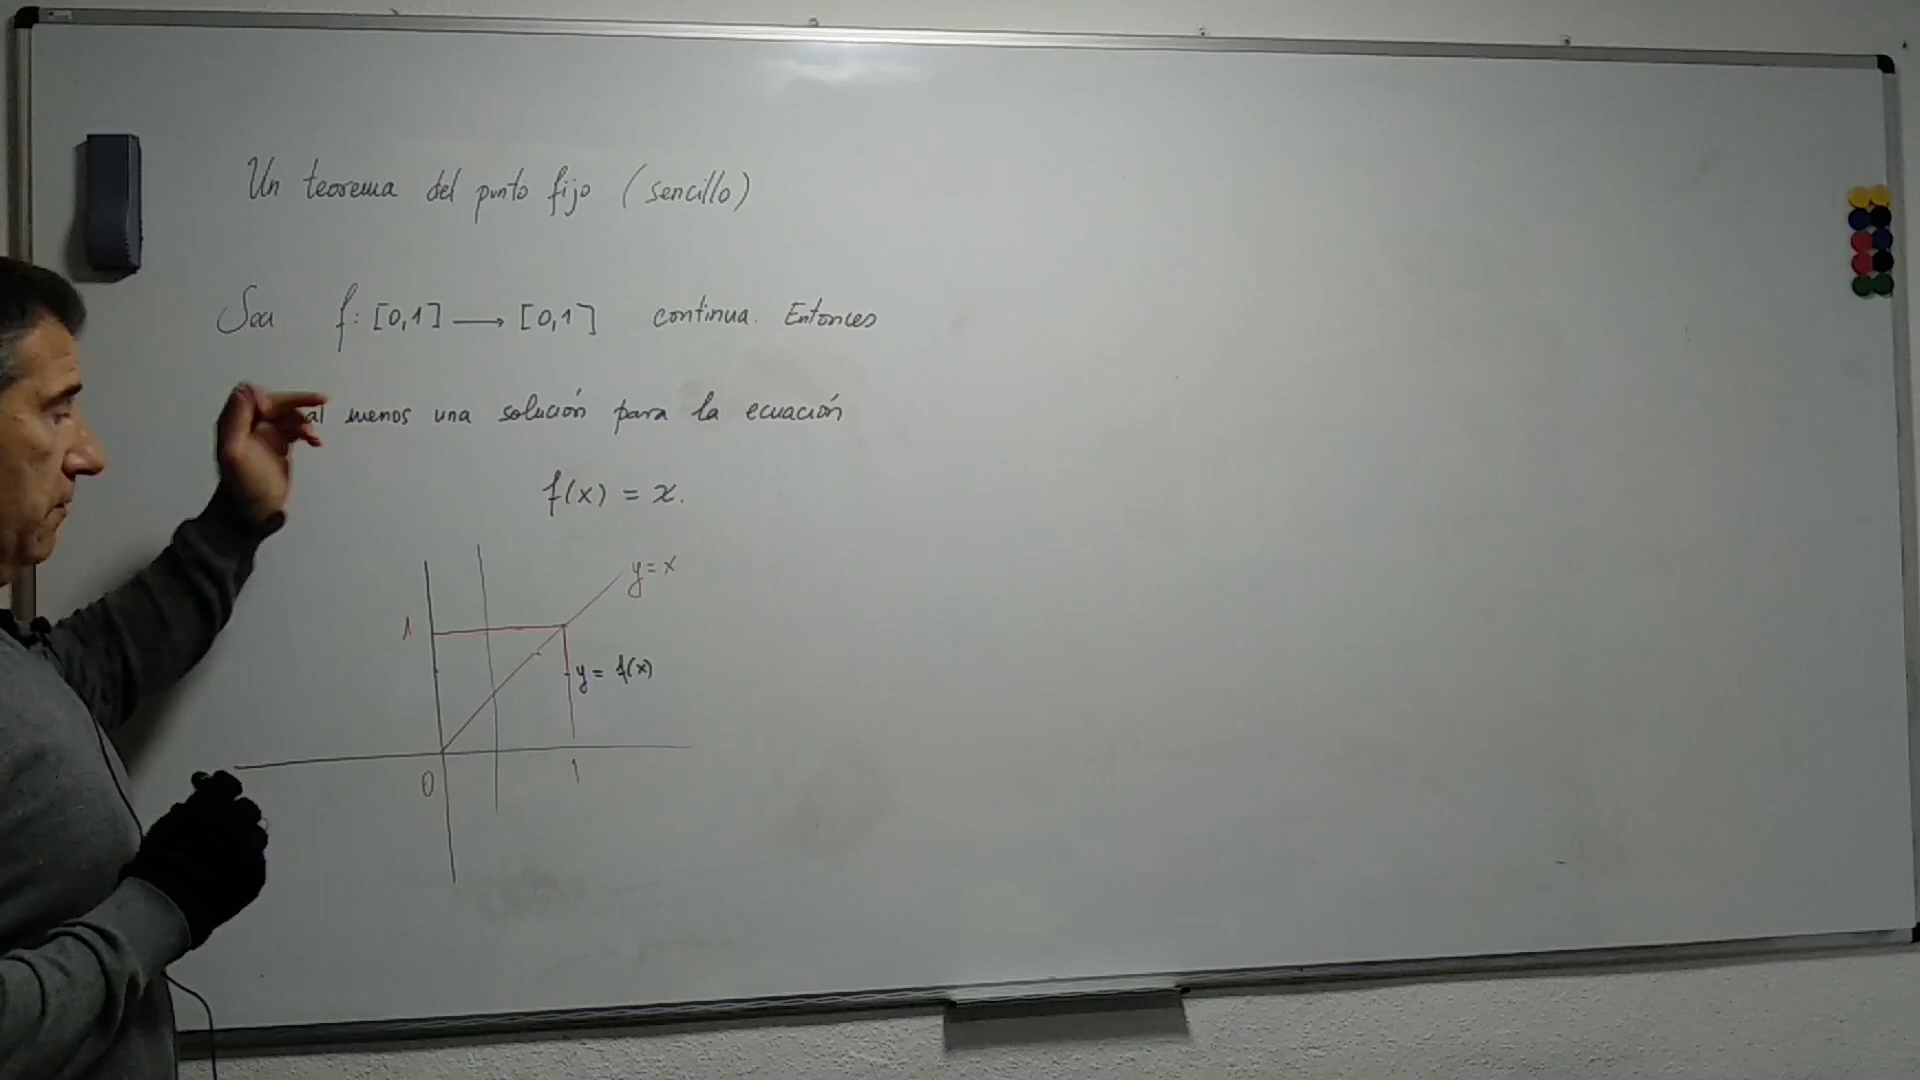 Un teorema del punto fijo (sencillo)
Sea f: [0,1] ⟶ [0,1] continua. Entonces
al menos una solución para la ecuación
f(x) = x.
y = x
1
y = f(x)
0
1